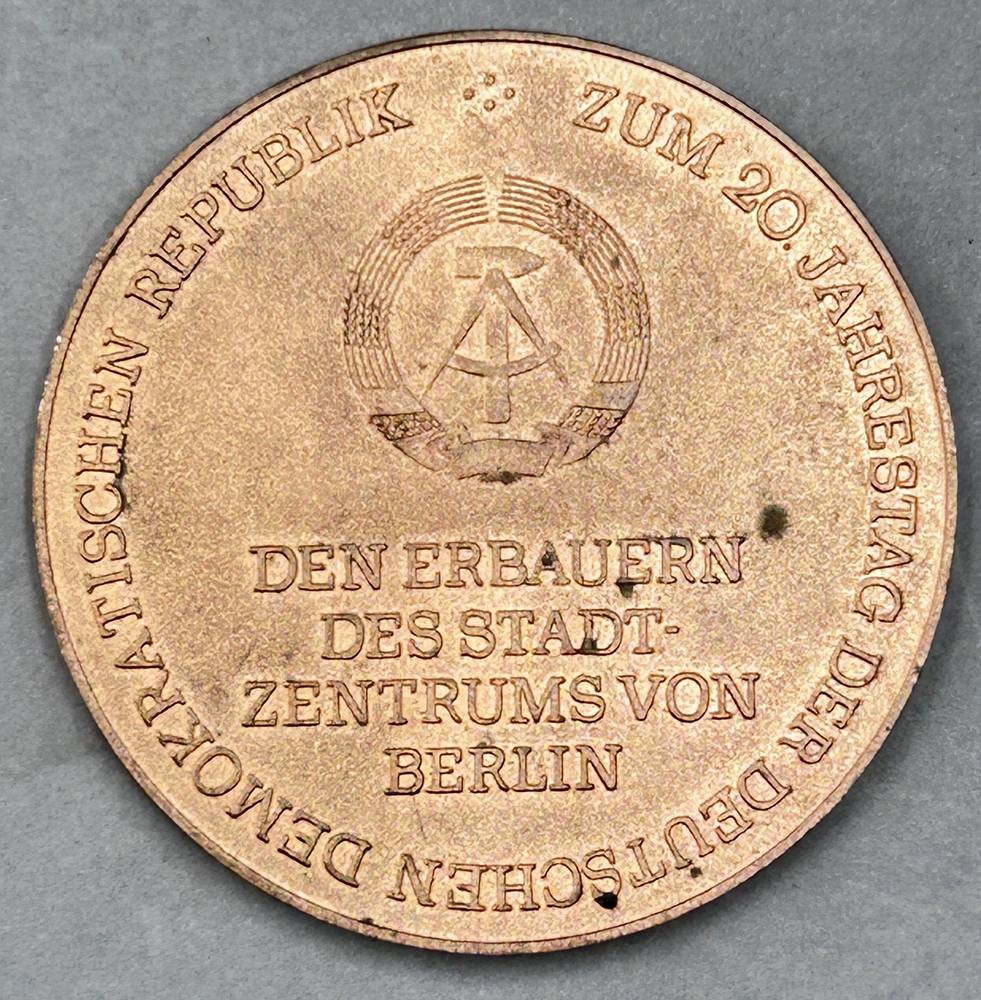 ZUM 20. JAHRESTAG DER DEUTSCHEN DEMOKRATISCHEN REPUBLIK
DEN ERBAUERN
DES STADT-
ZENTRUMS VON
BERLIN